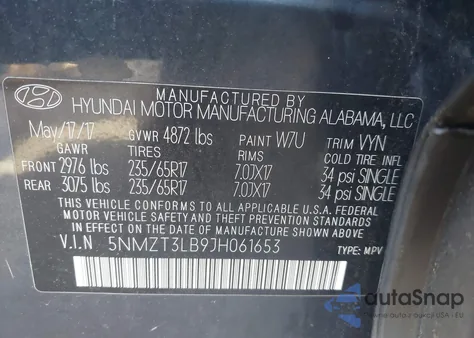 MANUFACTURED BY
HYUNDAI MOTOR MANUFACTURING ALABAMA, LLC
May/17/17 GVWR 4872 lbs PAINT W7U TRIM VYN
GAWR TIRES RIMS COLD TIRE INFL
FRONT 2976 lbs 235/65R17 7.0JX17 34 psi SINGLE
REAR 3075 lbs 235/65R17 7.0JX17 34 psi SINGLE
THIS VEHICLE CONFORMS TO ALL APPLICABLE U.S. FEDERAL
MOTOR VEHICLE SAFETY, BUMPER, AND THEFT PREVENTION
STANDARDS IN EFFECT ON THE DATE OF MANUFACTURE SHOWN ABOVE.
V.I.N 5NMZT3LB9JH061653 TYPE: MPV
autaSnap